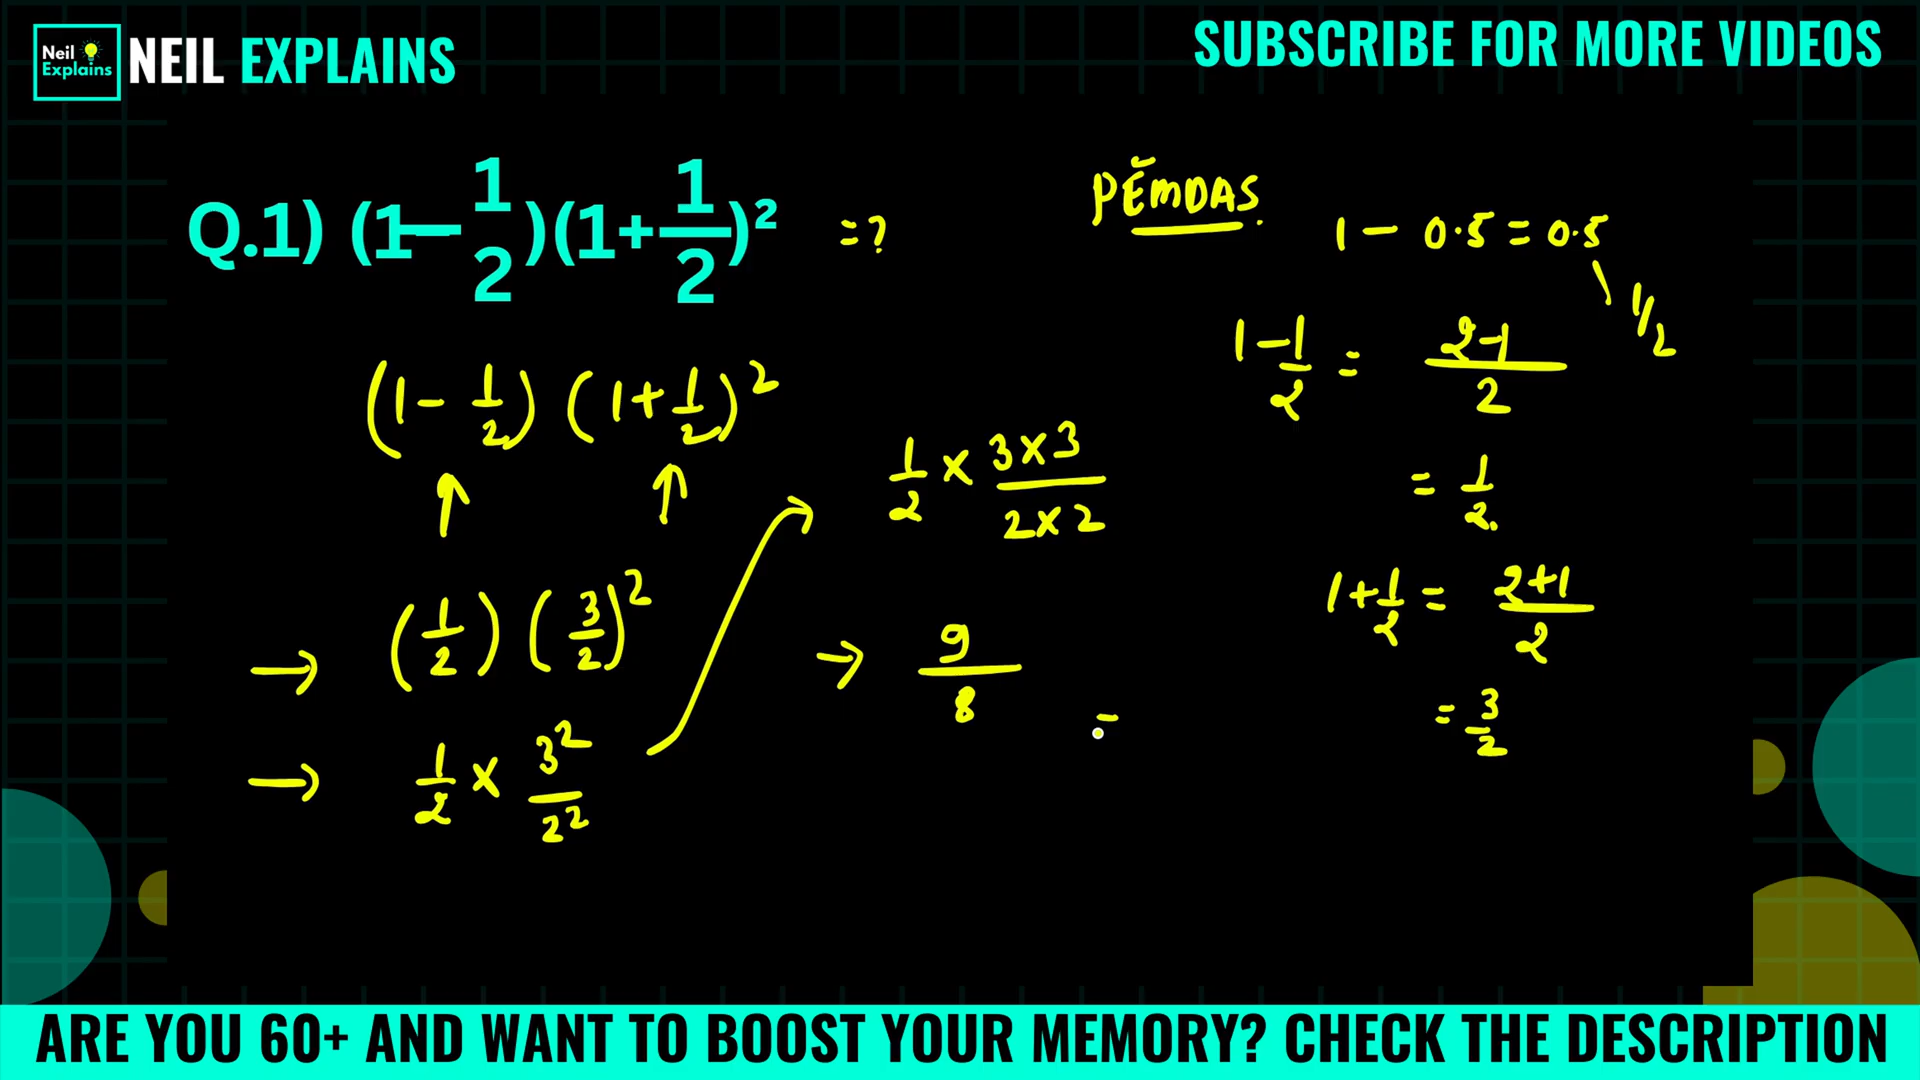 Neil Explains
NEIL EXPLAINS
SUBSCRIBE FOR MORE VIDEOS
Q.1) (1-1/2)(1+1/2)² =?
PEMDAS.
1 - 0.5 = 0.5
1/2
1 - 1/2 = (2-1)/2
= 1/2.
1 + 1/2 = (2+1)/2
= 3/2
(1 - 1/2) (1 + 1/2)²
→ (1/2) (3/2)²
→ 1/2 × 3²/2²
→ 1/2 × (3×3)/(2×2)
→ 9/8 =
ARE YOU 60+ AND WANT TO BOOST YOUR MEMORY? CHECK THE DESCRIPTION